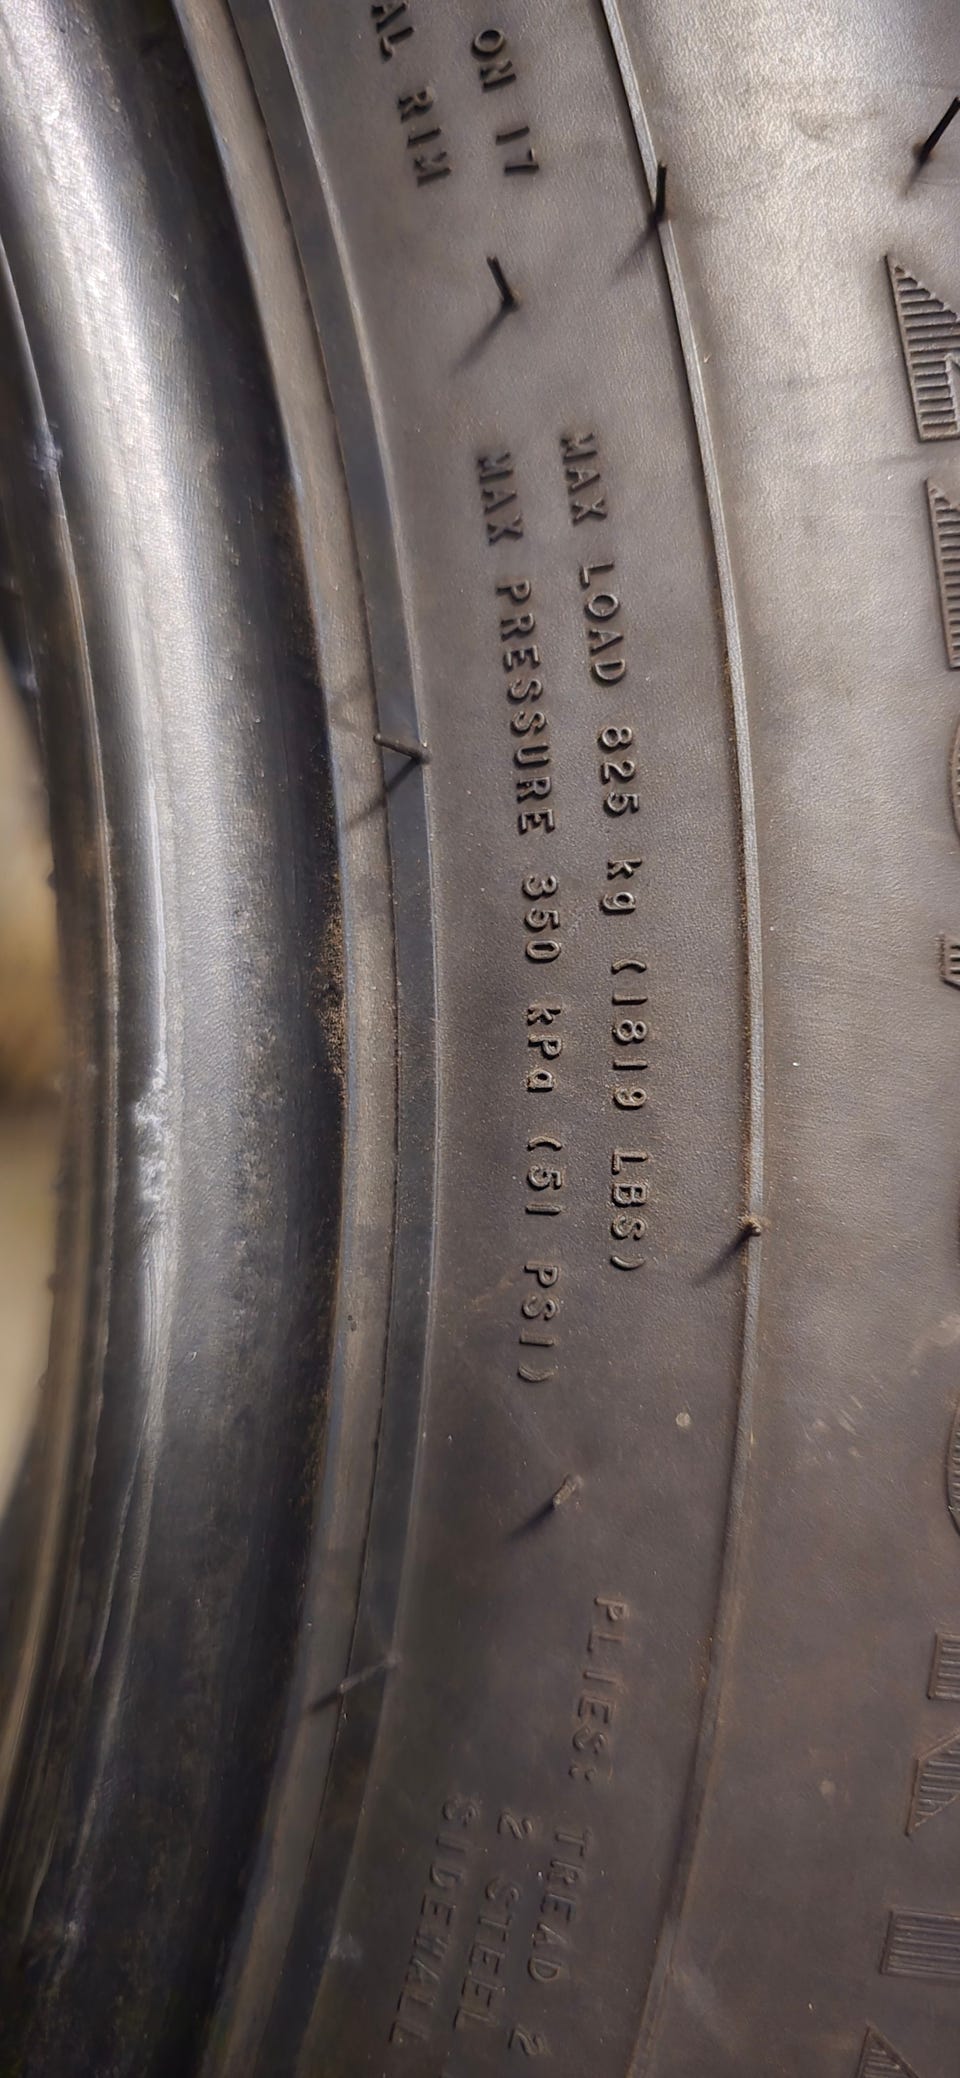 ON 17
AL RIM
MAX LOAD 825 kg (1819 LBS)
MAX PRESSURE 350 kPa (51 PSI)
PLIES: TREAD 2
2 STEEL
SIDEWALL